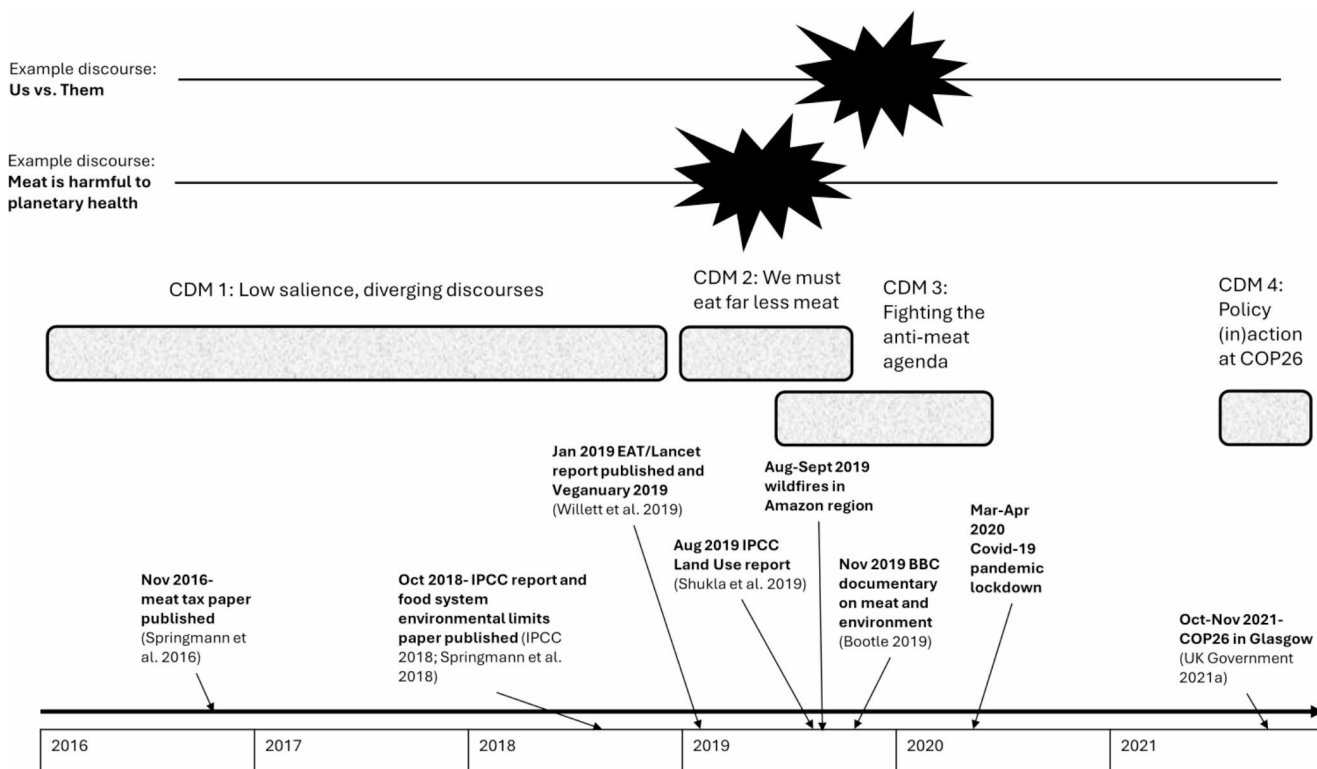 Example discourse:
Us vs. Them
Example discourse:
Meat is harmful to
planetary health
CDM 1: Low salience, diverging discourses
CDM 2: We must
eat far less meat
CDM 3:
Fighting the
anti-meat
agenda
CDM 4:
Policy
(in)action
at COP26
Nov 2016-
meat tax paper
published
(Springmann et
al. 2016)
Oct 2018- IPCC report and
food system
environmental limits
paper published (IPCC
2018; Springmann et al.
2018)
Jan 2019 EAT/Lancet
report published and
Veganuary 2019
(Willett et al. 2019)
Aug 2019 IPCC
Land Use report
(Shukla et al. 2019)
Aug-Sept 2019
wildfires in
Amazon region
Nov 2019 BBC
documentary
on meat and
environment
(Bootle 2019)
Mar-Apr
2020
Covid-19
pandemic
lockdown
Oct-Nov 2021-
COP26 in Glasgow
(UK Government
2021a)
2016
2017
2018
2019
2020
2021